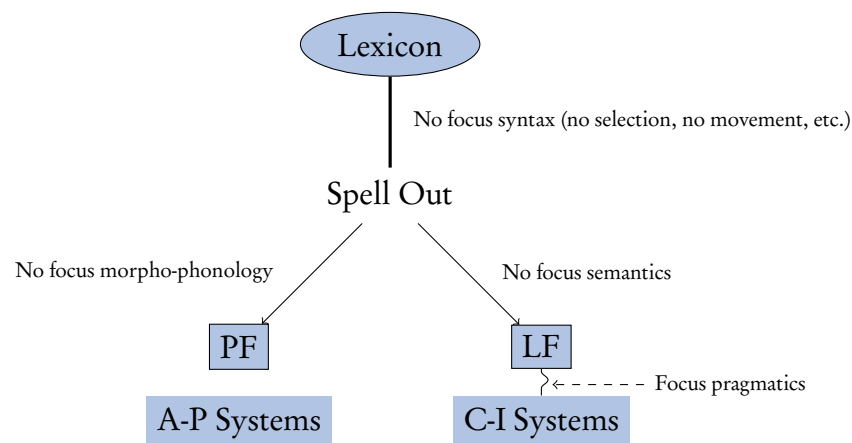 Lexicon
No focus syntax (no selection, no movement, etc.)
Spell Out
No focus morpho-phonology
No focus semantics
PF
LF
Focus pragmatics
A-P Systems
C-I Systems